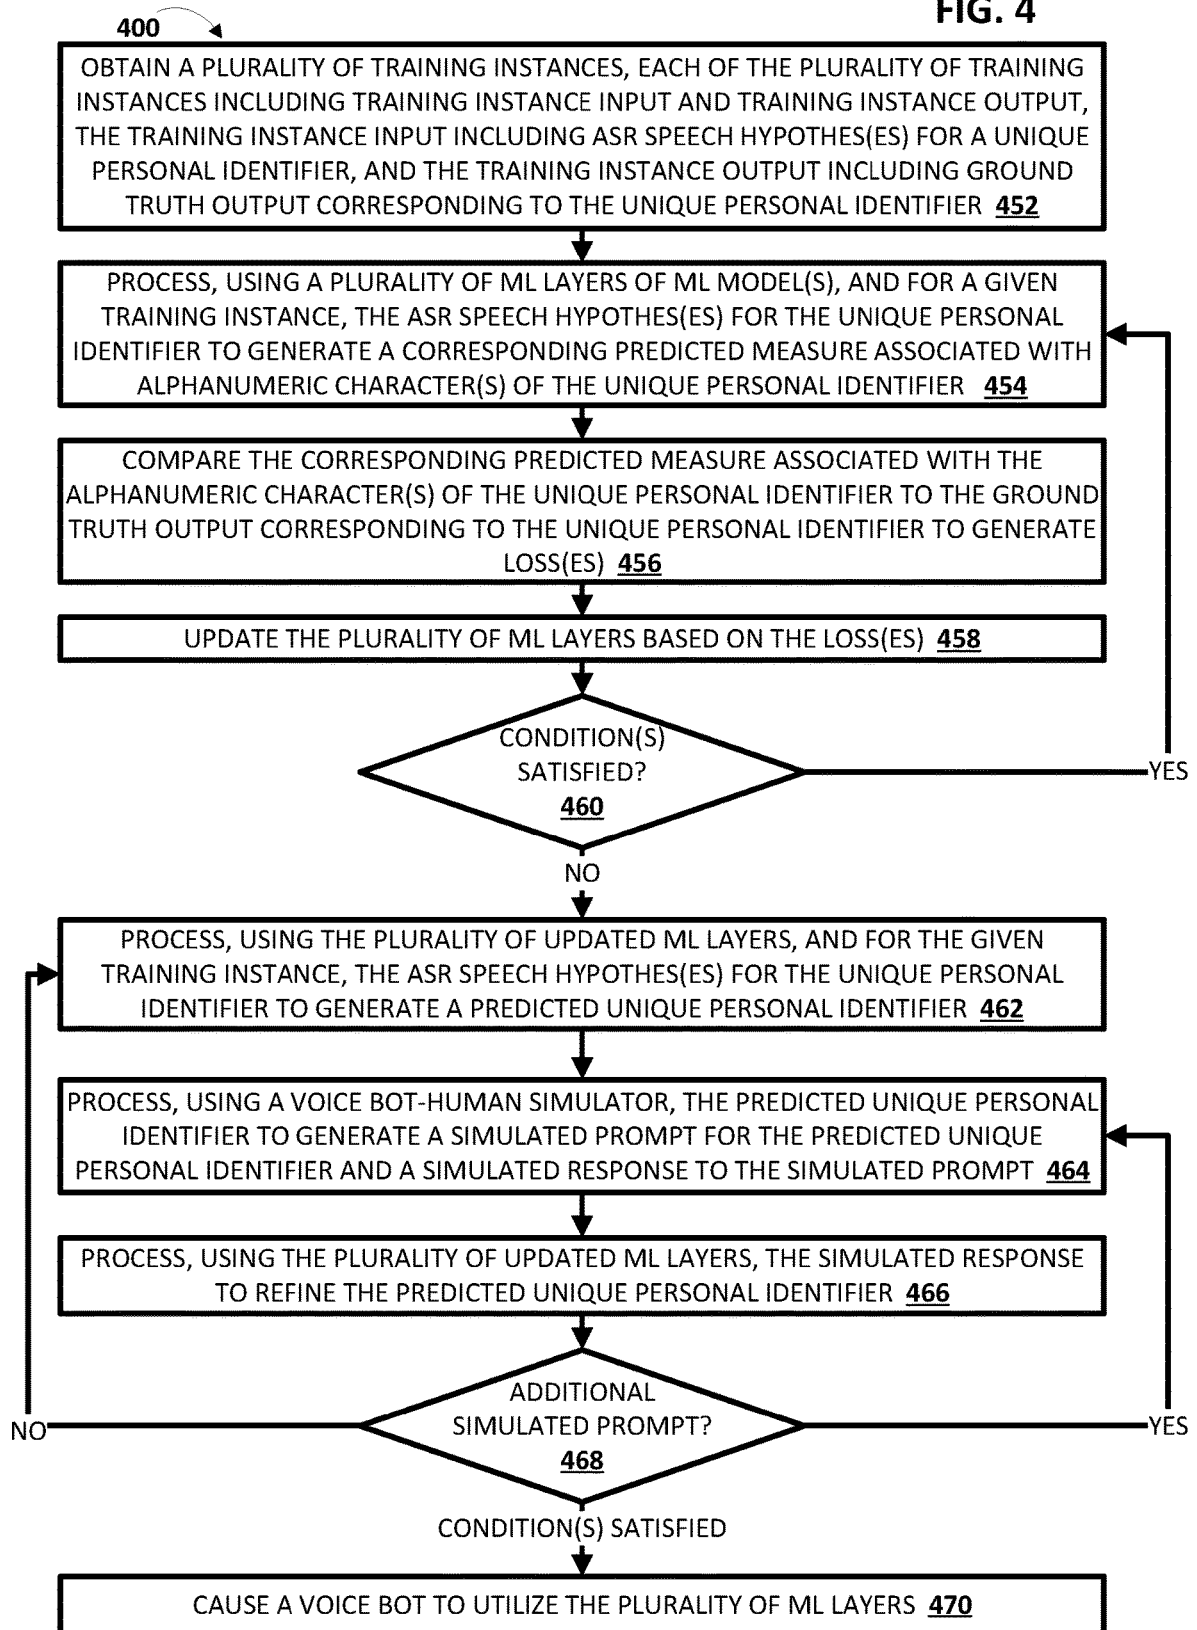 FIG. 4
400
OBTAIN A PLURALITY OF TRAINING INSTANCES, EACH OF THE PLURALITY OF TRAINING
INSTANCES INCLUDING TRAINING INSTANCE INPUT AND TRAINING INSTANCE OUTPUT,
THE TRAINING INSTANCE INPUT INCLUDING ASR SPEECH HYPOTHES(ES) FOR A UNIQUE
PERSONAL IDENTIFIER, AND THE TRAINING INSTANCE OUTPUT INCLUDING GROUND
TRUTH OUTPUT CORRESPONDING TO THE UNIQUE PERSONAL IDENTIFIER 452
PROCESS, USING A PLURALITY OF ML LAYERS OF ML MODEL(S), AND FOR A GIVEN
TRAINING INSTANCE, THE ASR SPEECH HYPOTHES(ES) FOR THE UNIQUE PERSONAL
IDENTIFIER TO GENERATE A CORRESPONDING PREDICTED MEASURE ASSOCIATED WITH
ALPHANUMERIC CHARACTER(S) OF THE UNIQUE PERSONAL IDENTIFIER 454
COMPARE THE CORRESPONDING PREDICTED MEASURE ASSOCIATED WITH THE
ALPHANUMERIC CHARACTER(S) OF THE UNIQUE PERSONAL IDENTIFIER TO THE GROUND
TRUTH OUTPUT CORRESPONDING TO THE UNIQUE PERSONAL IDENTIFIER TO GENERATE
LOSS(ES) 456
UPDATE THE PLURALITY OF ML LAYERS BASED ON THE LOSS(ES) 458
CONDITION(S)
SATISFIED?
460
YES
NO
PROCESS, USING THE PLURALITY OF UPDATED ML LAYERS, AND FOR THE GIVEN
TRAINING INSTANCE, THE ASR SPEECH HYPOTHES(ES) FOR THE UNIQUE PERSONAL
IDENTIFIER TO GENERATE A PREDICTED UNIQUE PERSONAL IDENTIFIER 462
PROCESS, USING A VOICE BOT-HUMAN SIMULATOR, THE PREDICTED UNIQUE PERSONAL
IDENTIFIER TO GENERATE A SIMULATED PROMPT FOR THE PREDICTED UNIQUE
PERSONAL IDENTIFIER AND A SIMULATED RESPONSE TO THE SIMULATED PROMPT 464
PROCESS, USING THE PLURALITY OF UPDATED ML LAYERS, THE SIMULATED RESPONSE
TO REFINE THE PREDICTED UNIQUE PERSONAL IDENTIFIER 466
ADDITIONAL
SIMULATED PROMPT?
468
NO
YES
CONDITION(S) SATISFIED
CAUSE A VOICE BOT TO UTILIZE THE PLURALITY OF ML LAYERS 470